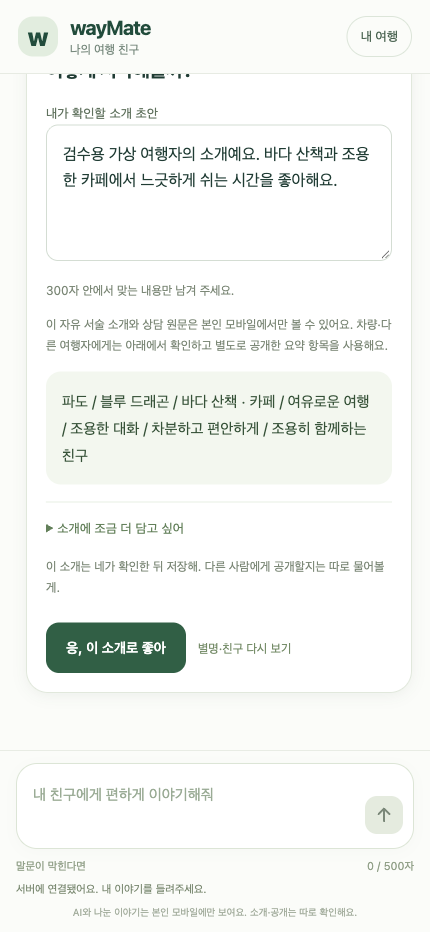 w
wayMate
나의 여행 친구
내 여행
내가 확인할 소개 초안
검수용 가상 여행자의 소개예요. 바다 산책과 조용
한 카페에서 느긋하게 쉬는 시간을 좋아해요.
300자 안에서 맞는 내용만 남겨 주세요.
이 자유 서술 소개와 상담 원문은 본인 모바일에서만 볼 수 있어요. 차량·다
른 여행자에게는 아래에서 확인하고 별도로 공개한 요약 항목을 사용해요.
파도 / 블루 드래곤 / 바다 산책 · 카페 / 여유로운 여행
/ 조용한 대화 / 차분하고 편안하게 / 조용히 함께하는
친구
▶ 소개에 조금 더 담고 싶어
이 소개는 네가 확인한 뒤 저장해. 다른 사람에게 공개할지는 따로 물어볼
게.
응, 이 소개로 좋아
별명·친구 다시 보기
내 친구에게 편하게 이야기해줘
말문이 막힌다면
0 / 500자
서버에 연결됐어요. 내 이야기를 들려주세요.
AI와 나눈 이야기는 본인 모바일에만 보여요. 소개·공개는 따로 확인해요.